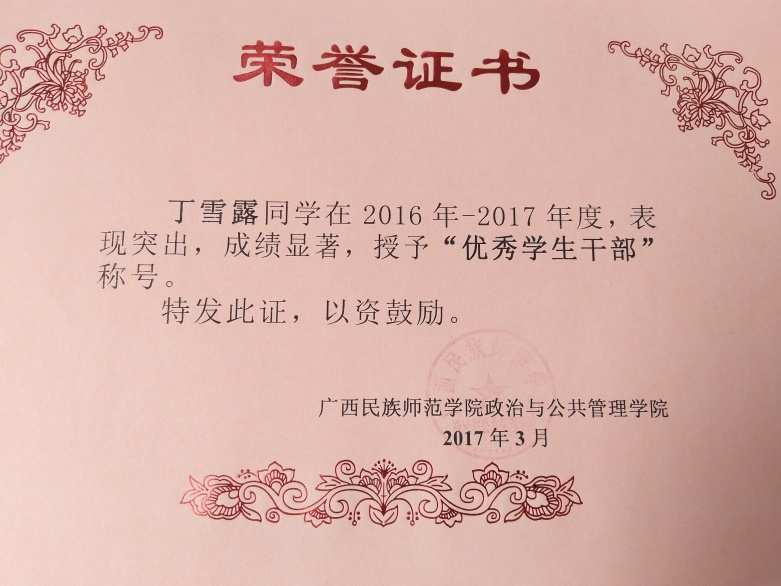 荣誉证书
丁雪露同学在 2016 年-2017 年度，表
现突出，成绩显著，授予“优秀学生干部”
称号。
特发此证，以资鼓励。
广西民族师范学院政治与公共管理学院
2017 年 3 月